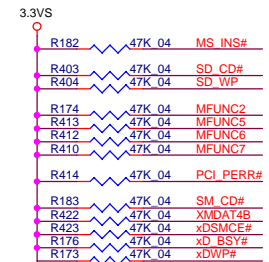 3.3VS
R182 47K_04 MS_INS#
R403 47K_04 SD_CD#
R404 47K_04 SD_WP
R174 47K_04 MFUNC2
R413 47K_04 MFUNC5
R412 47K_04 MFUNC6
R410 47K_04 MFUNC7
R414 47K_04 PCI_PERR#
R183 47K_04 SM_CD#
R422 47K_04 XMDAT4B
R423 47K_04 xDSMCE#
R176 47K_04 xD_BSY#
R173 47K_04 xDWP#